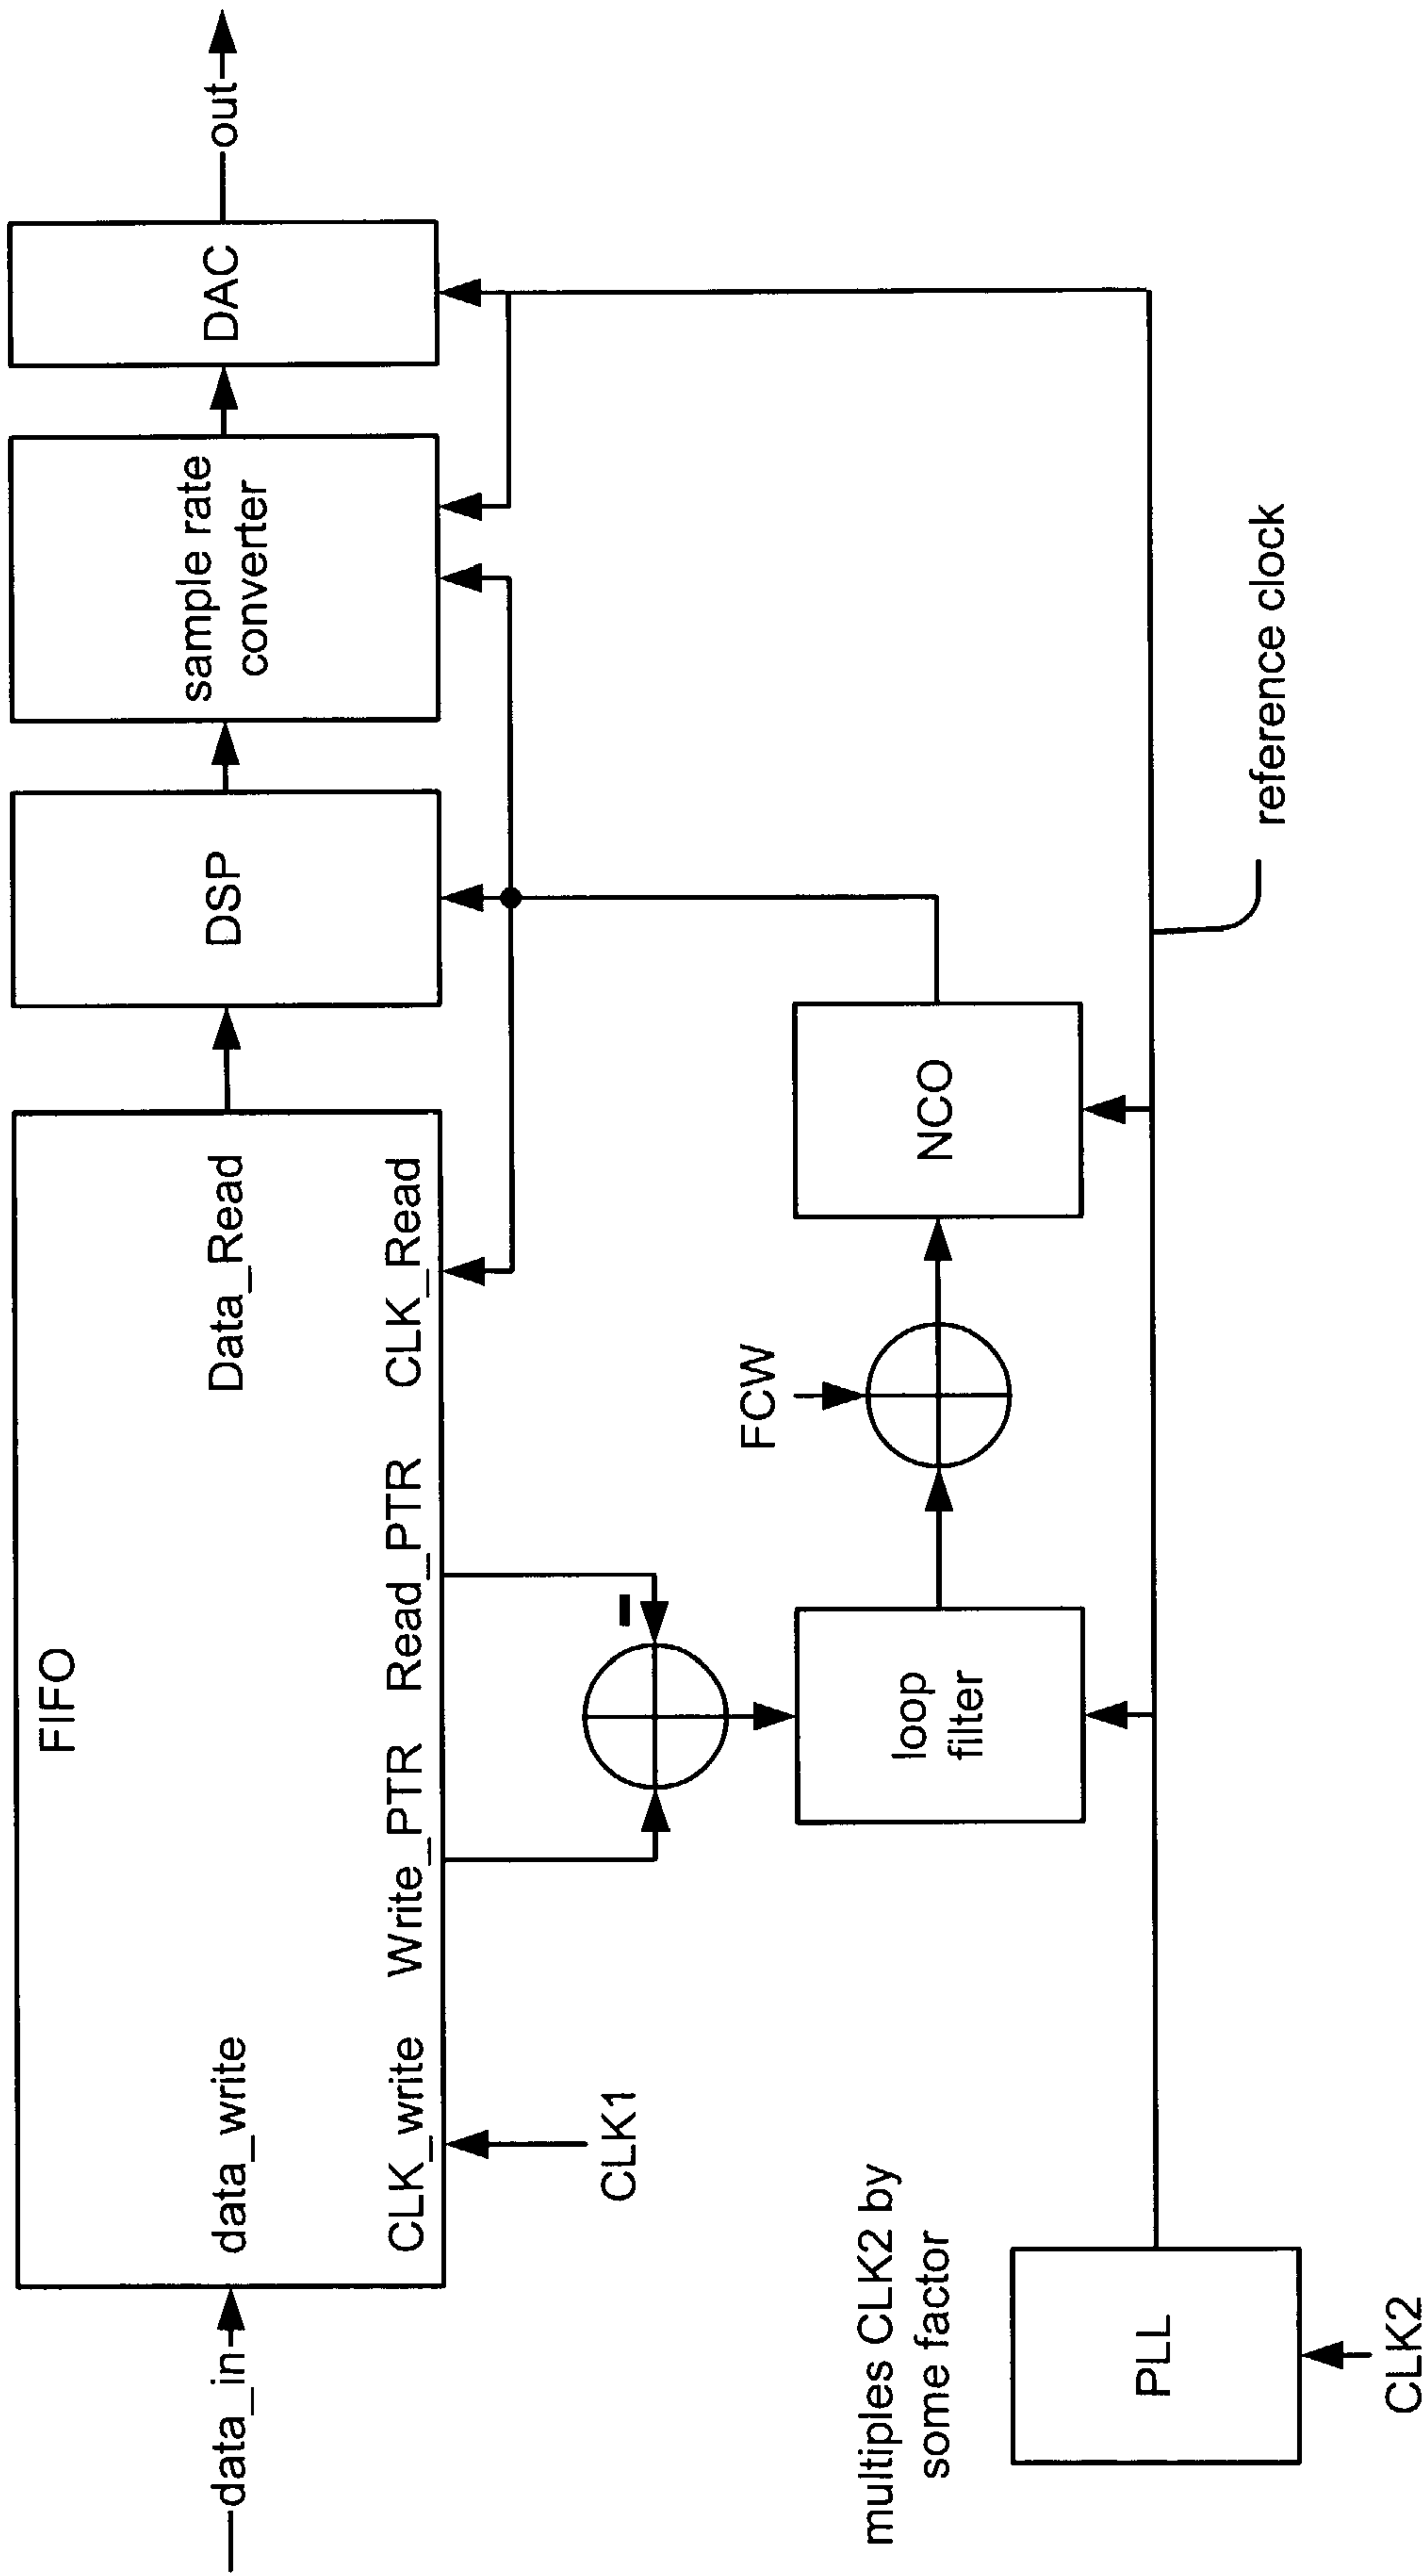 data_in
FIFO
data_write
Data_Read
CLK_write
Write_PTR
Read_PTR
CLK_Read
DSP
sample rate
converter
DAC
out
CLK1
FCW
loop
filter
NCO
multiples CLK2 by
some factor
PLL
CLK2
reference clock